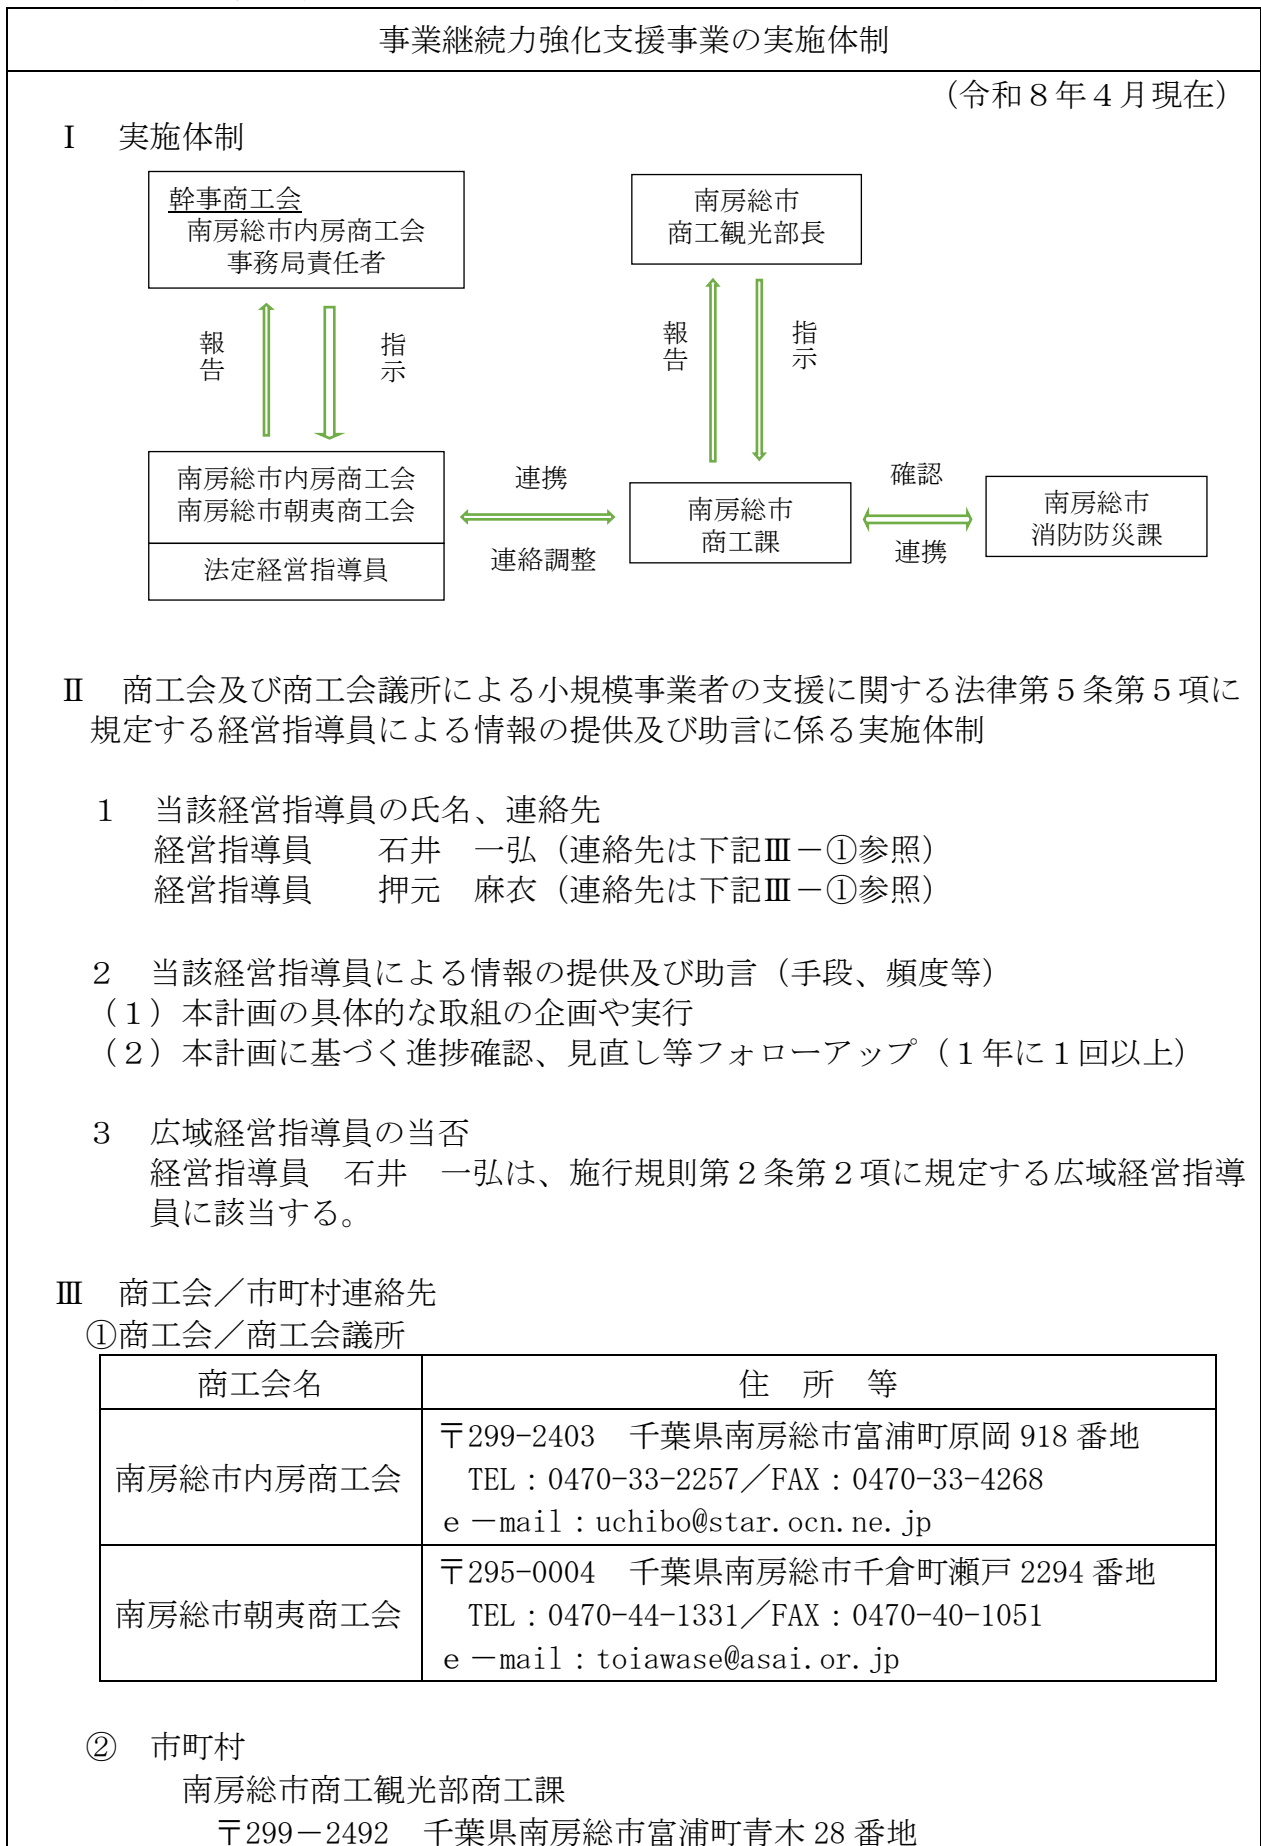 事業継続力強化支援事業の実施体制
（令和８年４月現在）
Ⅰ　実施体制
幹事商工会
南房総市内房商工会
事務局責任者
南房総市
商工観光部長
報告
指示
報告
指示
南房総市内房商工会
南房総市朝夷商工会
法定経営指導員
連携
連絡調整
南房総市
商工課
確認
連携
南房総市
消防防災課
Ⅱ　商工会及び商工会議所による小規模事業者の支援に関する法律第５条第５項に
規定する経営指導員による情報の提供及び助言に係る実施体制
１　当該経営指導員の氏名、連絡先
経営指導員　　石井　一弘（連絡先は下記Ⅲ－①参照）
経営指導員　　押元　麻衣（連絡先は下記Ⅲ－①参照）
２　当該経営指導員による情報の提供及び助言（手段、頻度等）
（１）本計画の具体的な取組の企画や実行
（２）本計画に基づく進捗確認、見直し等フォローアップ（１年に１回以上）
３　広域経営指導員の当否
経営指導員　石井　一弘は、施行規則第２条第２項に規定する広域経営指導
員に該当する。
Ⅲ　商工会／市町村連絡先
①商工会／商工会議所
商工会名
住　所　等
南房総市内房商工会
〒299-2403　千葉県南房総市富浦町原岡 918 番地
TEL：0470-33-2257／FAX：0470-33-4268
ｅ－mail：uchibo@star.ocn.ne.jp
南房総市朝夷商工会
〒295-0004　千葉県南房総市千倉町瀬戸 2294 番地
TEL：0470-44-1331／FAX：0470-40-1051
ｅ－mail：toiawase@asai.or.jp
②　市町村
南房総市商工観光部商工課
〒299－2492　千葉県南房総市富浦町青木 28 番地